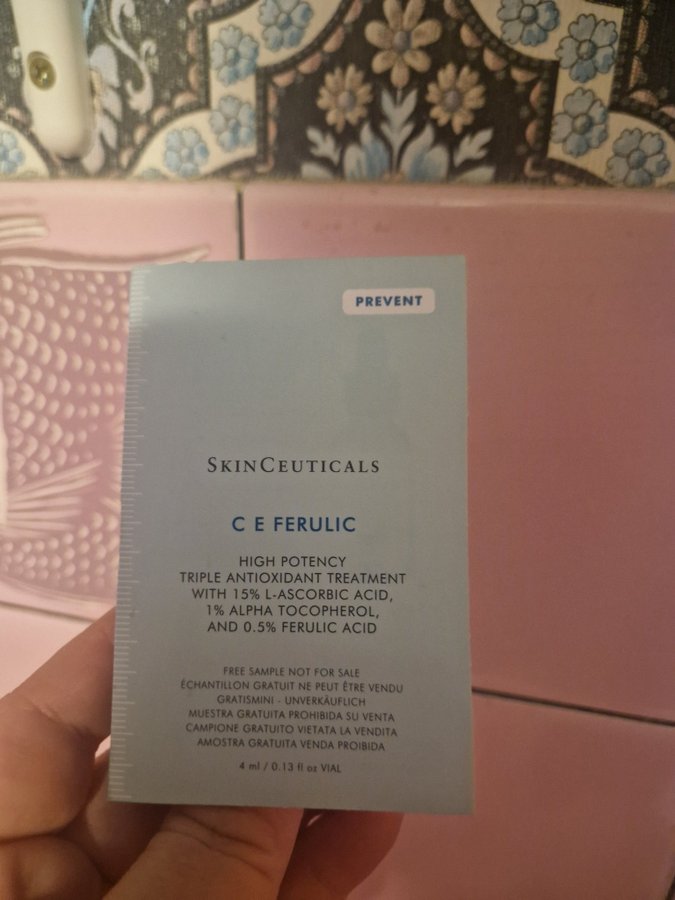 PREVENT
SKINCEUTICALS
C E FERULIC
HIGH POTENCY
TRIPLE ANTIOXIDANT TREATMENT
WITH 15% L-ASCORBIC ACID,
1% ALPHA TOCOPHEROL,
AND 0.5% FERULIC ACID
FREE SAMPLE NOT FOR SALE
ÉCHANTILLON GRATUIT NE PEUT ÊTRE VENDU
GRATISMINI - UNVERKÄUFLICH
MUESTRA GRATUITA PROHIBIDA SU VENTA
CAMPIONE GRATUITO VIETATA LA VENDITA
AMOSTRA GRATUITA VENDA PROIBIDA
4 ml / 0.13 fl oz VIAL